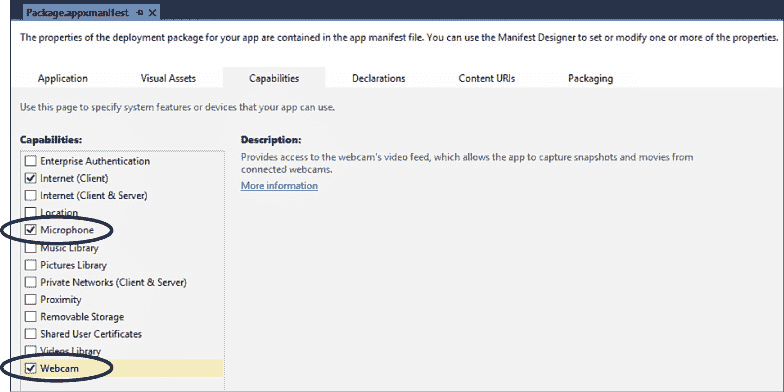 Package.appxmanifest
The properties of the deployment package for your app are contained in the app manifest file. You can use the Manifest Designer to set or modify one or more of the properties.
Application Visual Assets Capabilities Declarations Content URIs Packaging
Use this page to specify system features or devices that your app can use.
Capabilities:
Enterprise Authentication
Internet (Client)
Internet (Client & Server)
Location
Microphone
Music Library
Pictures Library
Private Networks (Client & Server)
Proximity
Removable Storage
Shared User Certificates
Videos Library
Webcam
Description:
Provides access to the webcam's video feed, which allows the app to capture snapshots and movies from
connected webcams.
More information